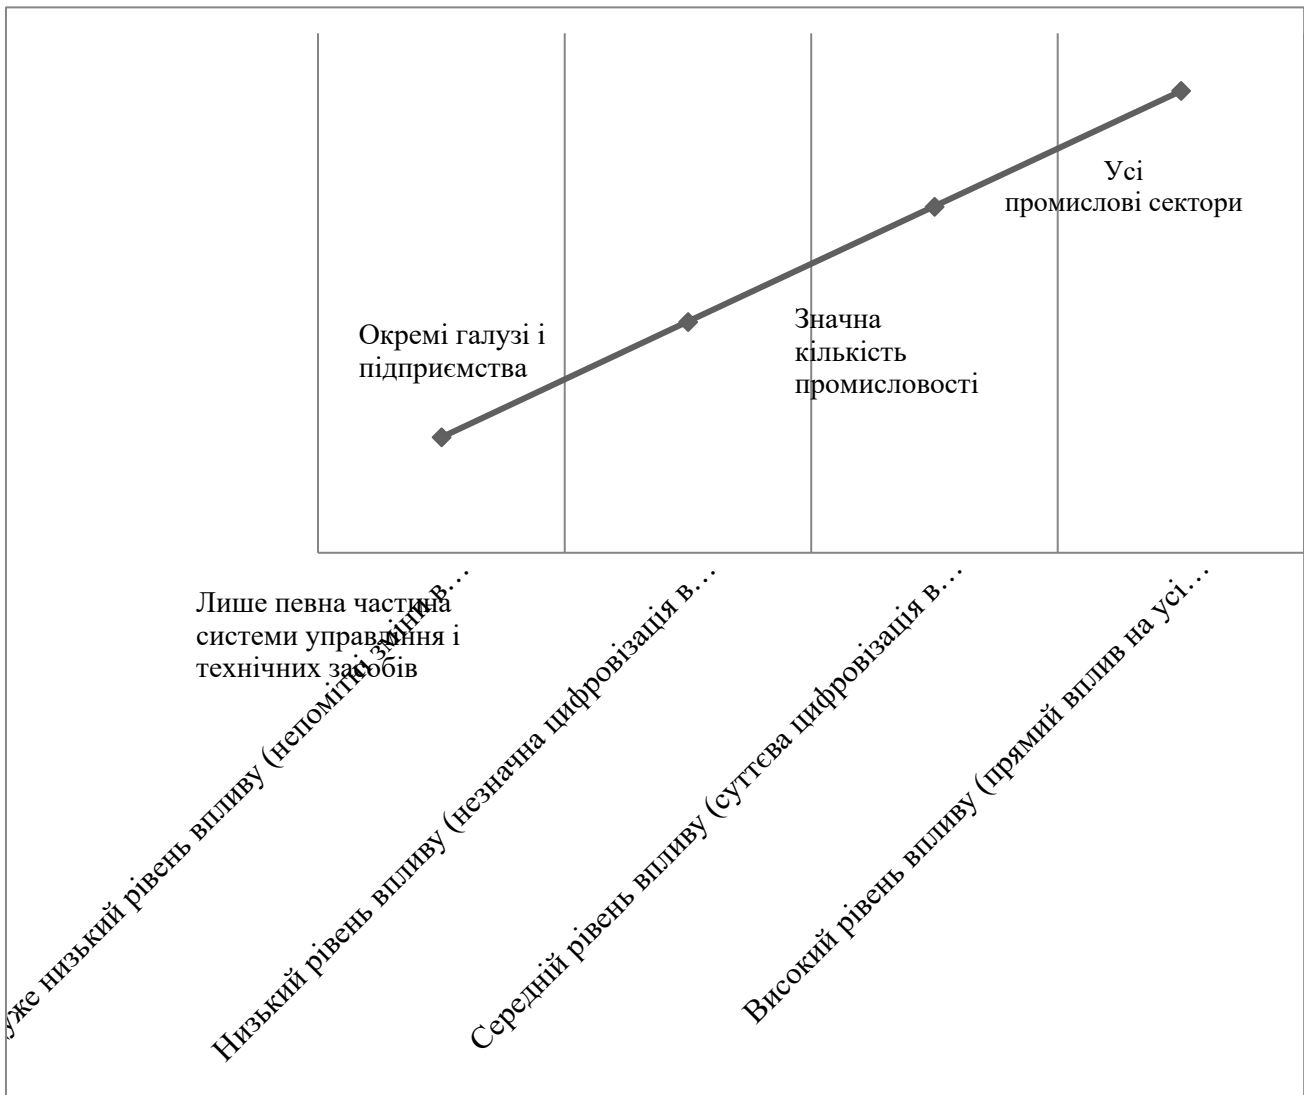 Усі
промислові сектори
Окремі галузі і
підприємства
Значна
кількість
промисловості
Лише певна частина
системи управління і
технічних засобів
уже низький рівень впливу (непомітні зміни в…
Низький рівень впливу (незначна цифровізація в…
Середній рівень впливу (суттєва цифровізація в…
Високий рівень впливу (прямий вплив на усі…